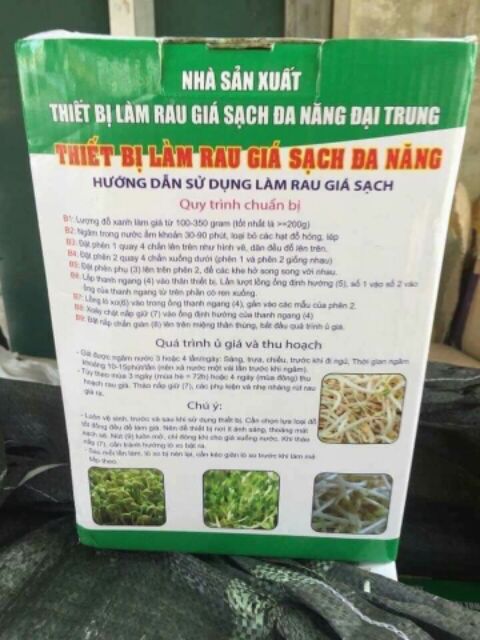 NHÀ SẢN XUẤT
THIẾT BỊ LÀM RAU GIÁ SẠCH ĐA NĂNG ĐẠI TRUNG
THIẾT BỊ LÀM RAU GIÁ SẠCH ĐA NĂNG
HƯỚNG DẪN SỬ DỤNG LÀM RAU GIÁ SẠCH
Quy trình chuẩn bị
B1: Lượng đỗ xanh làm giá từ 100-350 gram (tốt nhất là >=200g)
B2: Ngâm trong nước ấm khoản 30-90 phút, loại bỏ các hạt đỗ hỏng, lép
B3: Đặt phên 1 quay 4 chân lên trên như hình vẽ, dàn đều đỗ lên trên.
B4: Đặt phên 2 quay 4 chân xuống dưới (phên 1 và phên 2 giống nhau)
B5: Đặt phên phụ (3) lên trên phên 2, để các khe hở song song với nhau.
B6: Lắp thanh ngang (4) vào thân thiết bị. Lần lượt lồng ống định hướng (5), số 1 vào số 2 vào
ống của thanh ngang từ trên phần có ren xuống.
B7: Lồng lò xo(6) vào trong ống thanh ngang (4), gắn vào các mấu của phên 2.
B8: Xoáy chặt nắp giữ (7) vào ống định hướng thanh ngang (4)
B9: Đặt nắp chắn gián (8) lên trên miệng thân thùng, bắt đầu quá trình ủ giá.
Quá trình ủ giá và thu hoạch
- Giá được ngâm nước 3 hoặc 4 lần/ngày: Sáng, trưa, chiều, trước khi đi ngủ, Thời gian ngâm
khoảng 10-15phút/lần (nên xả nước một vài lần trước khi ngâm).
- Tùy theo mùa 3 ngày (mùa hè = 72h) hoặc 4 ngày (mùa đông) thu
hoạch rau giá. Tháo nắp giữ (7), các phụ kiện và nhẹ nhàng rút rau
giá ra.
Chú ý:
- Luôn vệ sinh, trước và sau khi sử dụng thiết bị. Cần chọn lựa loại đỗ
tốt đồng đều để làm giá. Nên để thiết bị nơi ít ánh sáng, thoáng mát
sạch sẽ. Nút (9) luôn mở, chỉ đóng khi cho giá uống nước. Khi tháo
nắp (7), cần tránh hướng lò xo bật ra.
- Sau mỗi lần làm, lò xo bị nén lại, cần kéo giãn lò xo trước khi làm mẻ
tiếp theo.